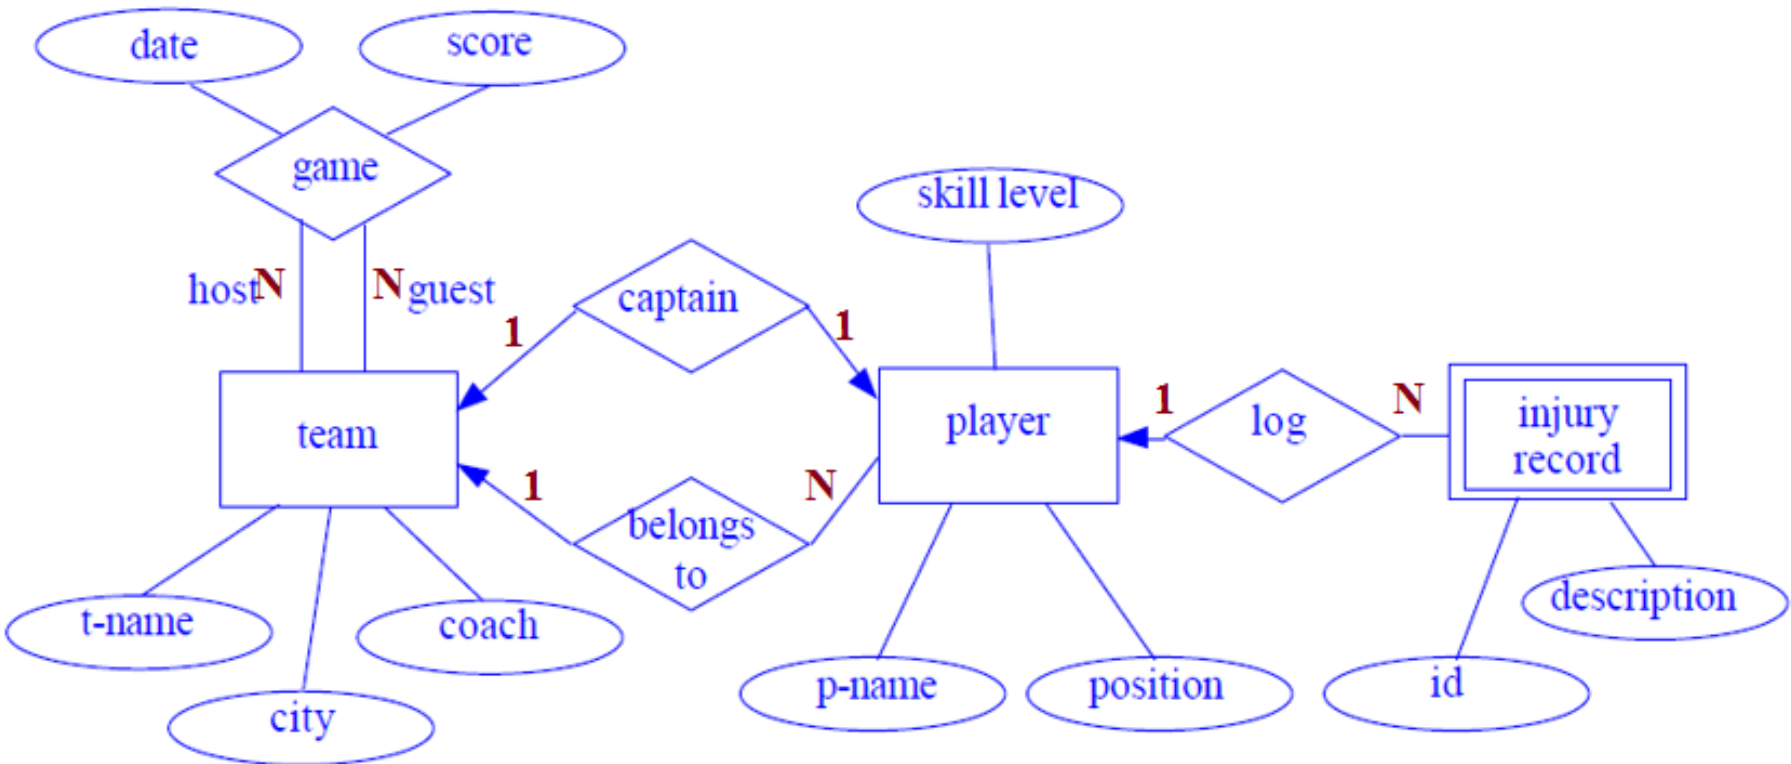 date
score
game
skill level
host N
N guest
captain
1
1
team
player
1
log
N
injury
record
1
belongs
to
N
t-name
city
coach
p-name
position
id
description